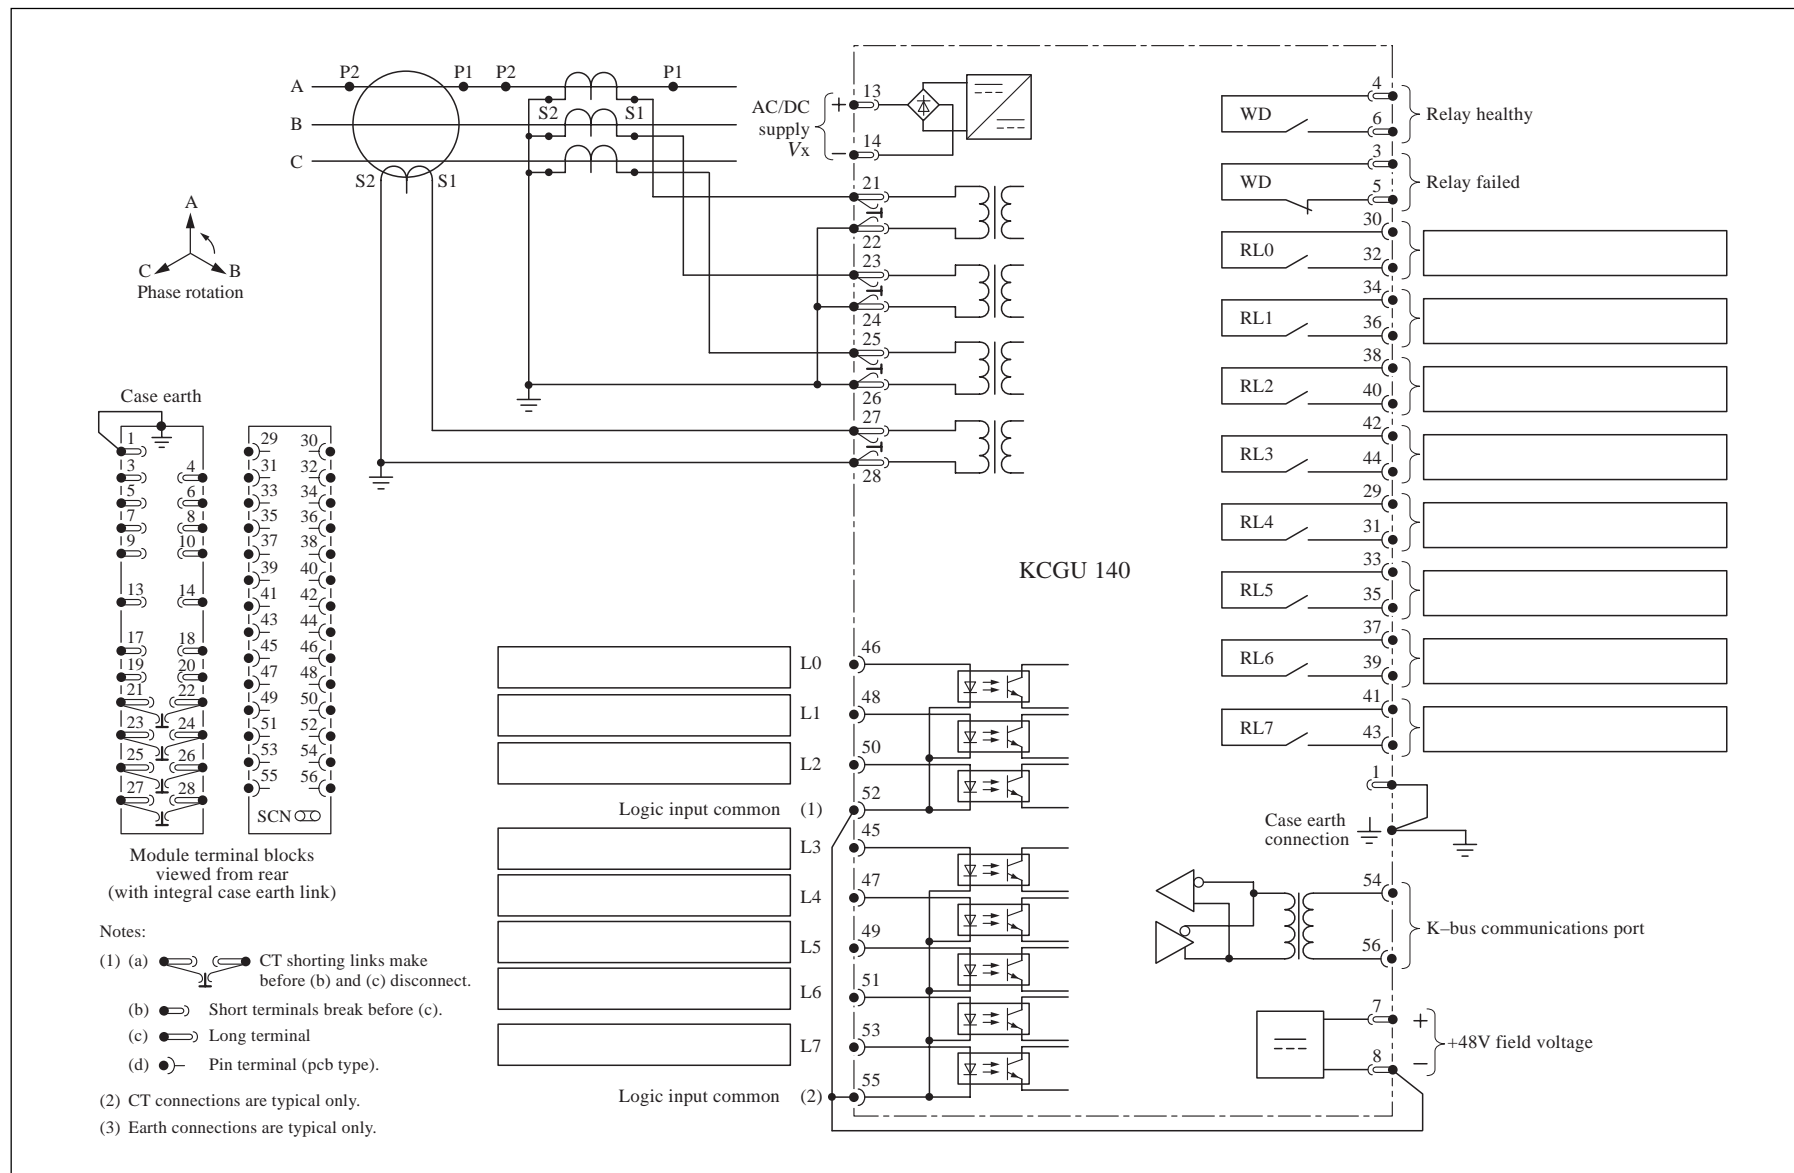 A P2 P1 P2 P1
S2 S1
B
C
S2 S1
A
C B
Phase rotation
AC/DC
supply
Vx
+ 13
− 14
21
22
23
24
25
26
27
28
KCGU 140
WD 4
6
Relay healthy
WD 3
5
Relay failed
RL0 30
32
RL1 34
36
RL2 38
40
RL3 42
44
RL4 29
31
RL5 33
35
RL6 37
39
RL7 41
43
1
Case earth
connection
54
56
K–bus communications port
7 +
8 −
+48V field voltage
L0 46
L1 48
L2 50
Logic input common (1) 52
L3 45
L4 47
L5 49
L6 51
L7 53
Logic input common (2) 55
Case earth
1
3 4
5 6
7 8
9 10
13 14
17 18
19 20
21 22
23 24
25 26
27 28
29 30
31 32
33 34
35 36
37 38
39 40
41 42
43 44
45 46
47 48
49 50
51 52
53 54
55 56
SCN
Module terminal blocks
viewed from rear
(with integral case earth link)
Notes:
(1) (a) CT shorting links make
before (b) and (c) disconnect.
(b) Short terminals break before (c).
(c) Long terminal
(d) Pin terminal (pcb type).
(2) CT connections are typical only.
(3) Earth connections are typical only.